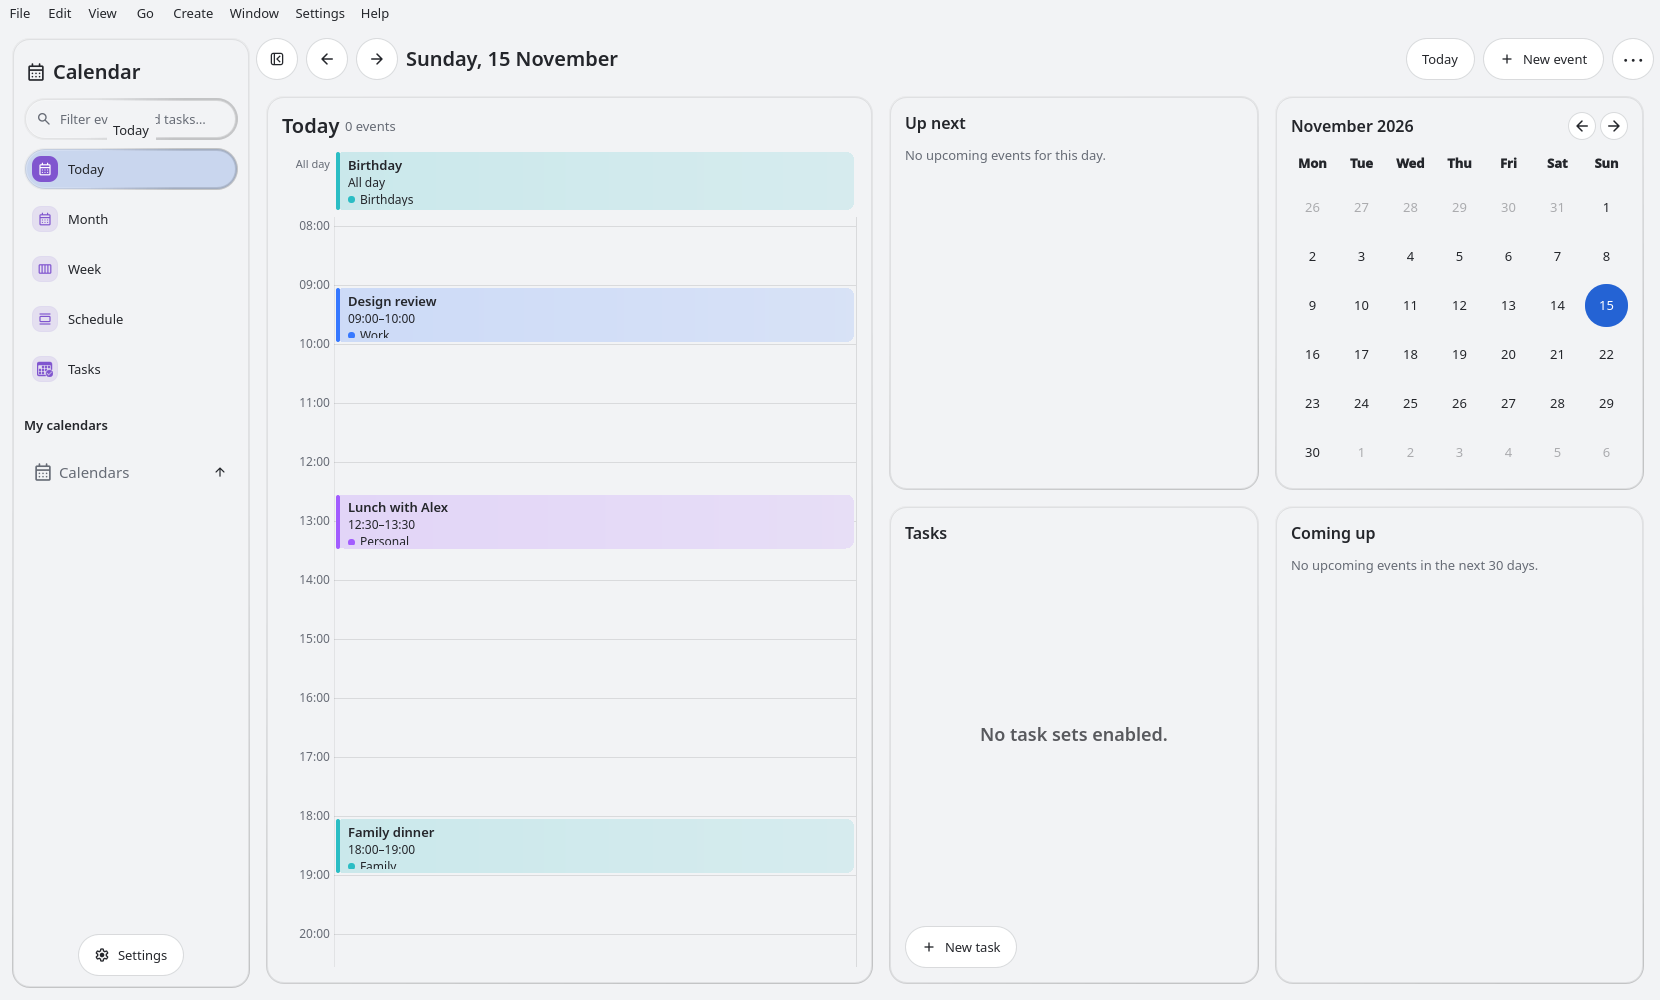 File Edit View Go Create Window Settings Help
Calendar
Filter ev d tasks...
Today
Today
Month
Week
Schedule
Tasks
My calendars
Calendars
Settings
Sunday, 15 November
Today
New event
Today 0 events
All day
Birthday
All day
Birthdays
08:00
09:00
Design review
09:00–10:00
Work
10:00
11:00
12:00
Lunch with Alex
12:30–13:30
Personal
13:00
14:00
15:00
16:00
17:00
18:00
Family dinner
18:00–19:00
Family
19:00
20:00
Up next
No upcoming events for this day.
November 2026
Mon Tue Wed Thu Fri Sat Sun
26 27 28 29 30 31 1
2 3 4 5 6 7 8
9 10 11 12 13 14 15
16 17 18 19 20 21 22
23 24 25 26 27 28 29
30 1 2 3 4 5 6
Tasks
No task sets enabled.
New task
Coming up
No upcoming events in the next 30 days.